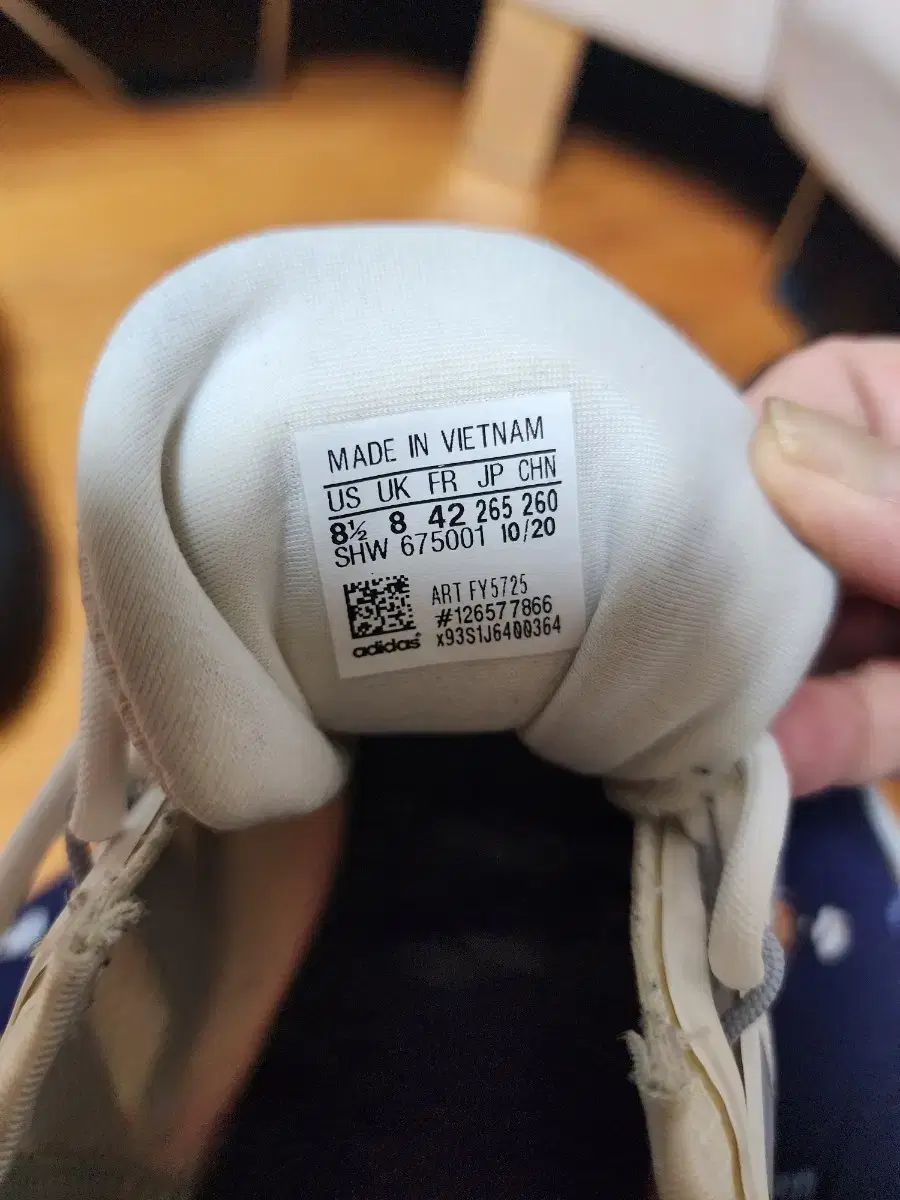 MADE IN VIETNAM
US UK FR JP CHN
8½ 8 42 265 260
SHW 675001 10/20
ART FY5725
#126577866
x93S1J6400364
adidas